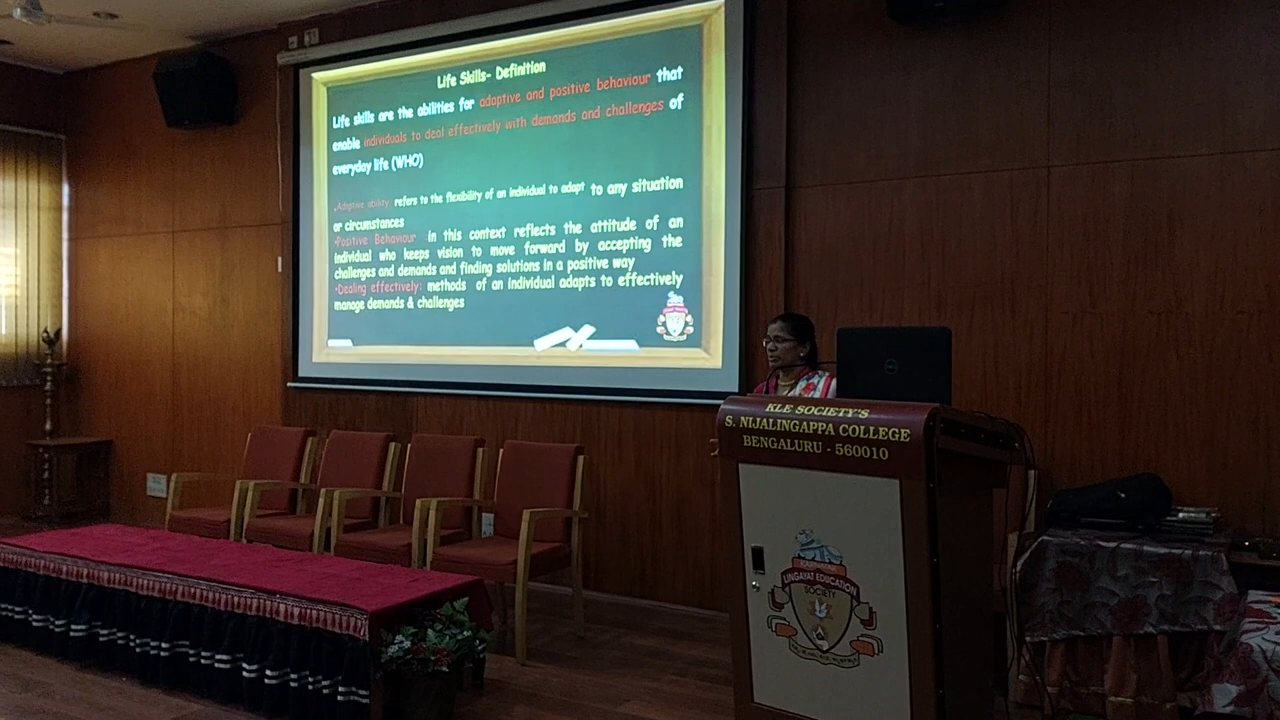 Life Skills- Definition
Life skills are the abilities for adaptive and positive behaviour that
enable individuals to deal effectively with demands and challenges of
everyday life (WHO)
•Adaptive ability: refers to the flexibility of an individual to adapt to any situation
or circumstances
•Positive Behaviour in this context reflects the attitude of an
individual who keeps vision to move forward by accepting the
challenges and demands and finding solutions in a positive way
•Dealing effectively: methods of an individual adapts to effectively
manage demands & challenges
DELL
KLE SOCIETY'S
S. NIJALINGAPPA COLLEGE
BENGALURU - 560010
KARNATAK
LINGAYAT EDUCATION
SOCIETY